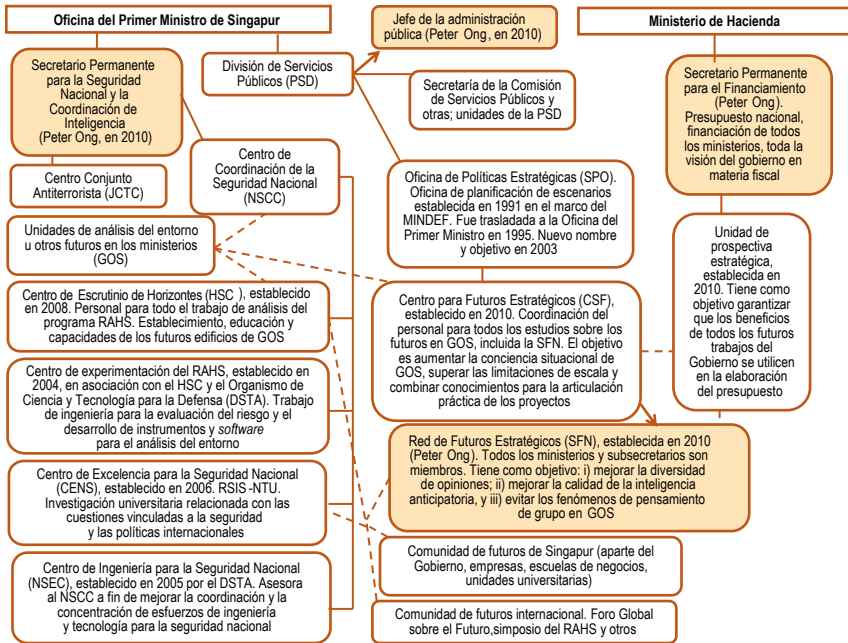 Oficina del Primer Ministro de Singapur
Jefe de la administración
pública (Peter Ong, en 2010)
Ministerio de Hacienda
Secretario Permanente
para la Seguridad
Nacional y la
Coordinación de
Inteligencia
(Peter Ong, en 2010)
División de Servicios
Públicos (PSD)
Secretaría de la Comisión
de Servicios Públicos y
otras; unidades de la PSD
Secretario Permanente
para el Financiamiento
(Peter Ong).
Presupuesto nacional,
financiación de todos
los ministerios, toda la
visión del gobierno en
materia fiscal
Centro Conjunto
Antiterrorista (JCTC)
Centro de
Coordinación de la
Seguridad Nacional
(NSCC)
Oficina de Políticas Estratégicas (SPO).
Oficina de planificación de escenarios
establecida en 1991 en el marco del
MINDEF. Fue trasladada a la Oficina del
Primer Ministro en 1995. Nuevo nombre
y objetivo en 2003
Unidades de análisis del entorno
u otros futuros en los ministerios
(GOS)
Unidad de
prospectiva
estratégica,
establecida en
2010. Tiene como
objetivo garantizar
que los beneficios
de todos los futuros
trabajos del
Gobierno se utilicen
en la elaboración
del presupuesto
Centro de Escrutinio de Horizontes (HSC ), establecido
en 2008. Personal para todo el trabajo de análisis del
programa RAHS. Establecimiento, educación y
capacidades de los futuros edificios de GOS
Centro para Futuros Estratégicos (CSF),
establecido en 2010. Coordinación del
personal para todos los estudios sobre los
futuros en GOS, incluida la SFN. El objetivo
es aumentar la conciencia situacional de
GOS, superar las limitaciones de escala y
combinar conocimientos para la articulación
práctica de los proyectos
Centro de experimentación del RAHS, establecido en
2004, en asociación con el HSC y el Organismo de
Ciencia y Tecnología para la Defensa (DSTA). Trabajo
de ingeniería para la evaluación del riesgo y el
desarrollo de instrumentos y software
para el análisis del entorno
Red de Futuros Estratégicos (SFN), establecida en 2010
(Peter Ong). Todos los ministerios y subsecretarios son
miembros. Tiene como objetivo: i) mejorar la diversidad
de opiniones; ii) mejorar la calidad de la inteligencia
anticipatoria, y iii) evitar los fenómenos de pensamiento
de grupo en GOS
Centro de Excelencia para la Seguridad Nacional
(CENS), establecido en 2006. RSIS -NTU.
Investigación universitaria relacionada con las
cuestiones vinculadas a la seguridad
y las políticas internacionales
Comunidad de futuros de Singapur (aparte del
Gobierno, empresas, escuelas de negocios,
unidades universitarias)
Centro de Ingeniería para la Seguridad Nacional
(NSEC), establecido en 2005 por el DSTA. Asesora
al NSCC a fin de mejorar la coordinación y la
concentración de esfuerzos de ingeniería
y tecnología para la seguridad nacional
Comunidad de futuros internacional. Foro Global
sobre el Futuro,simposio del RAHS y otros